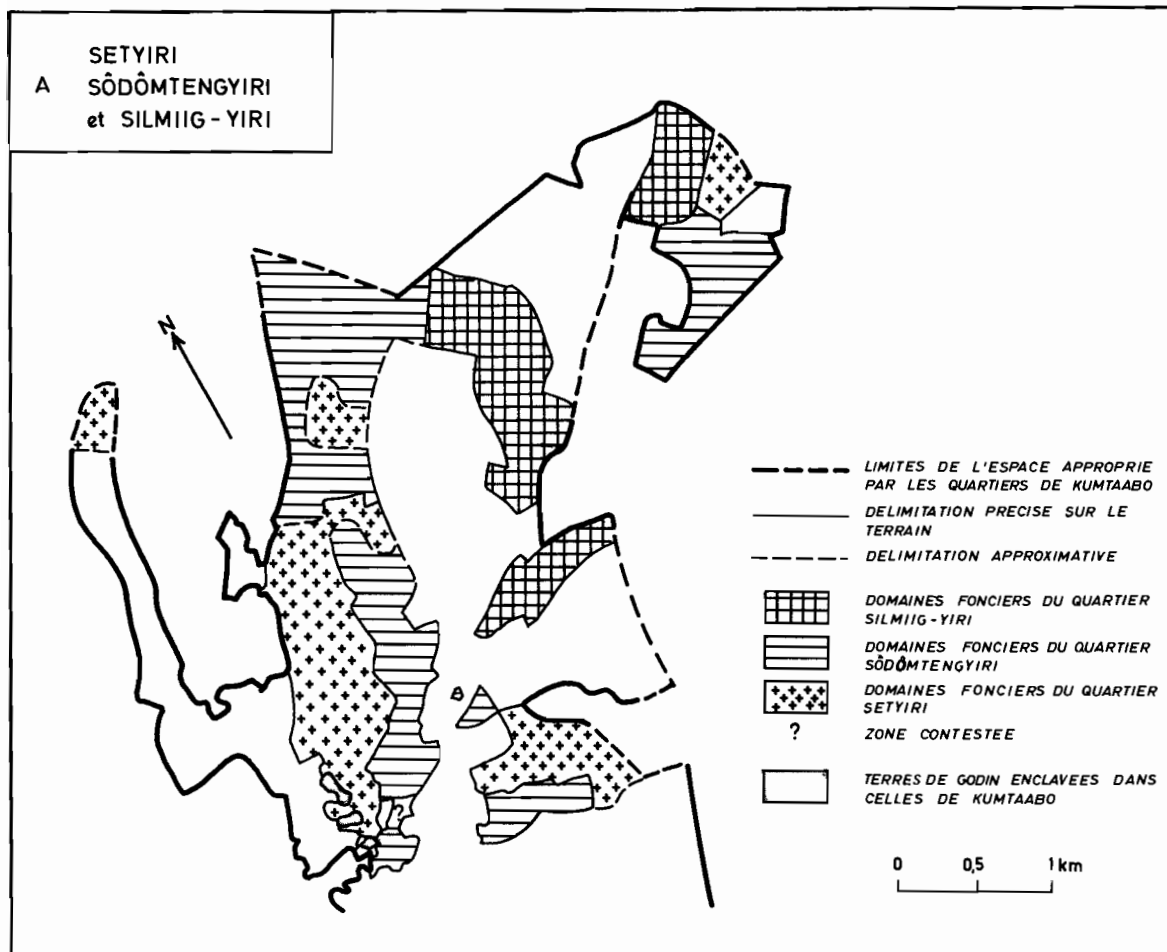 SETYIRI
A SÔDÔMTENGYIRI
et SILMIIG-YIRI
N
LIMITES DE L'ESPACE APPROPRIE
PAR LES QUARTIERS DE KUMTAABO
DELIMITATION PRECISE SUR LE
TERRAIN
DELIMITATION APPROXIMATIVE
DOMAINES FONCIERS DU QUARTIER
SILMIIG-YIRI
DOMAINES FONCIERS DU QUARTIER
SÔDÔMTENGYIRI
DOMAINES FONCIERS DU QUARTIER
SETYIRI
? ZONE CONTESTEE
TERRES DE GODIN ENCLAVEES DANS
CELLES DE KUMTAABO
?
0 0,5 1 km